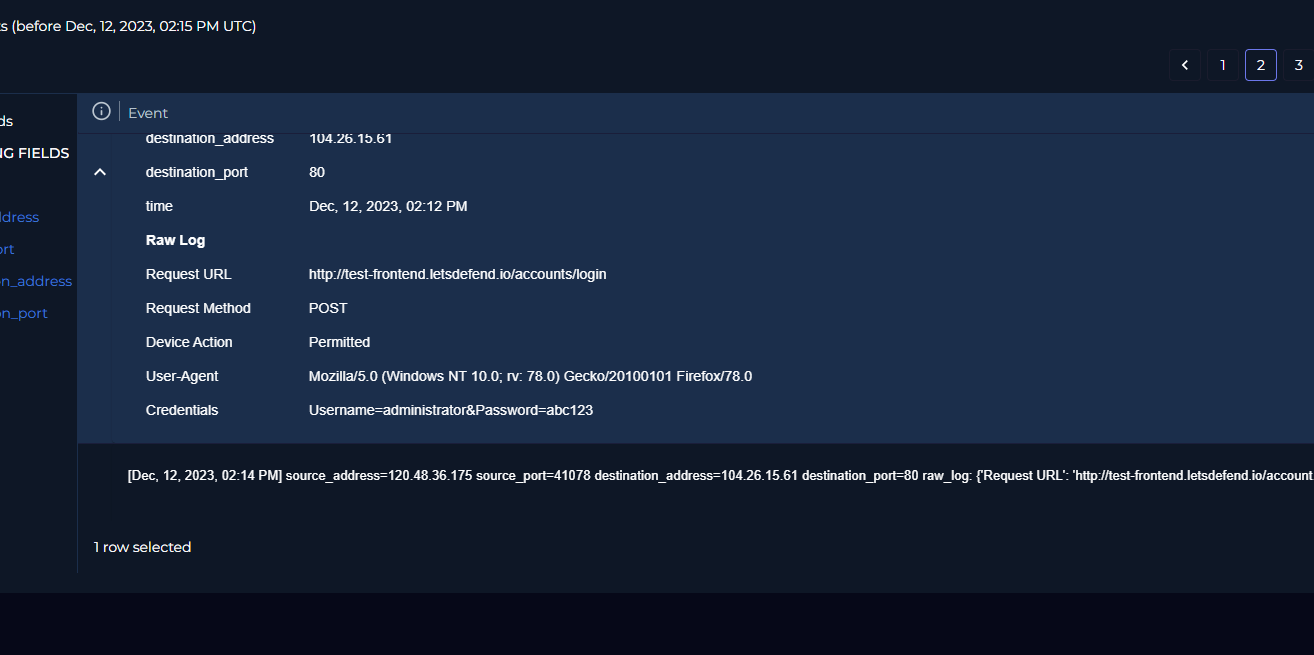 s (before Dec, 12, 2023, 02:15 PM UTC)
1 2 3
ds
Event
NG FIELDS
destination_address 104.26.15.61
destination_port 80
time Dec, 12, 2023, 02:12 PM
ddress
Raw Log
ort
Request URL http://test-frontend.letsdefend.io/accounts/login
on_address
Request Method POST
on_port
Device Action Permitted
User-Agent Mozilla/5.0 (Windows NT 10.0; rv: 78.0) Gecko/20100101 Firefox/78.0
Credentials Username=administrator&Password=abc123
[Dec, 12, 2023, 02:14 PM] source_address=120.48.36.175 source_port=41078 destination_address=104.26.15.61 destination_port=80 raw_log: {'Request URL': 'http://test-frontend.letsdefend.io/account
1 row selected